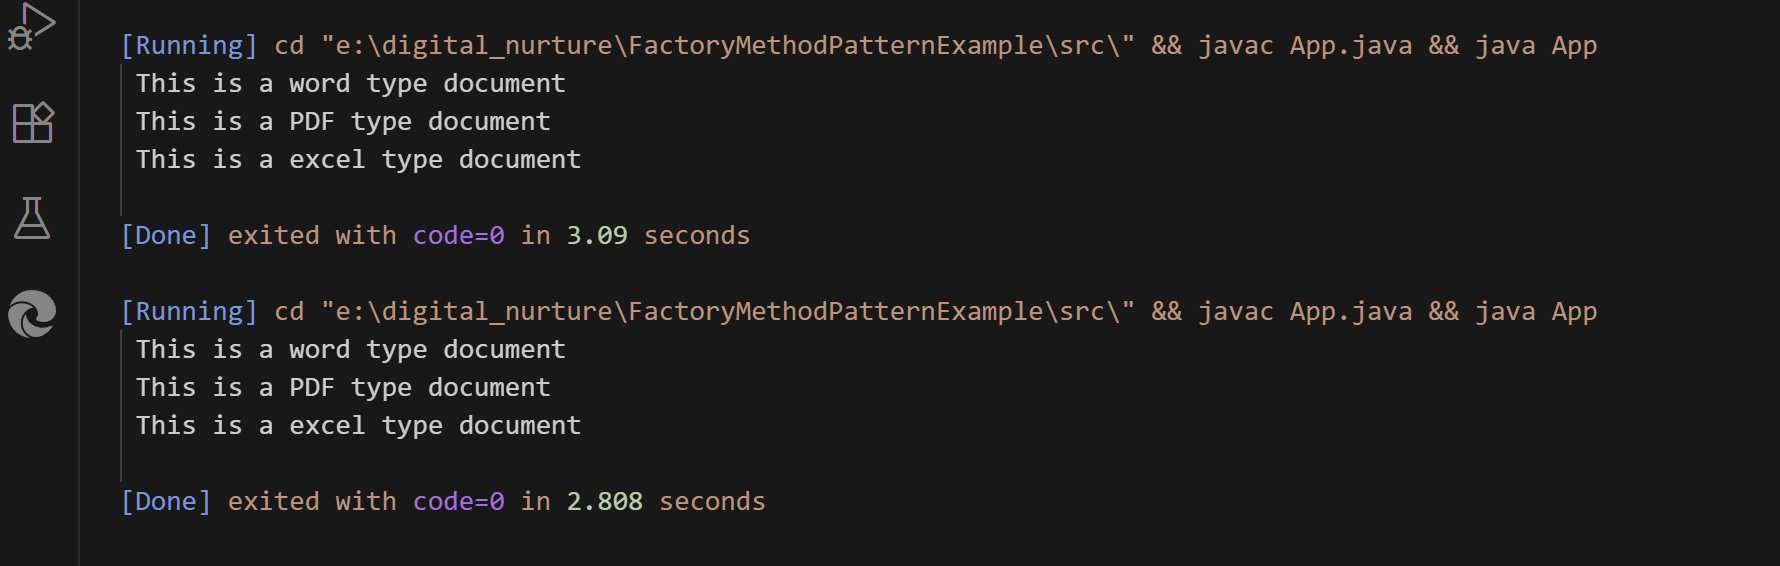 [Running] cd "e:\digital_nurture\FactoryMethodPatternExample\src\" && javac App.java && java App
This is a word type document
This is a PDF type document
This is a excel type document
[Done] exited with code=0 in 3.09 seconds
[Running] cd "e:\digital_nurture\FactoryMethodPatternExample\src\" && javac App.java && java App
This is a word type document
This is a PDF type document
This is a excel type document
[Done] exited with code=0 in 2.808 seconds